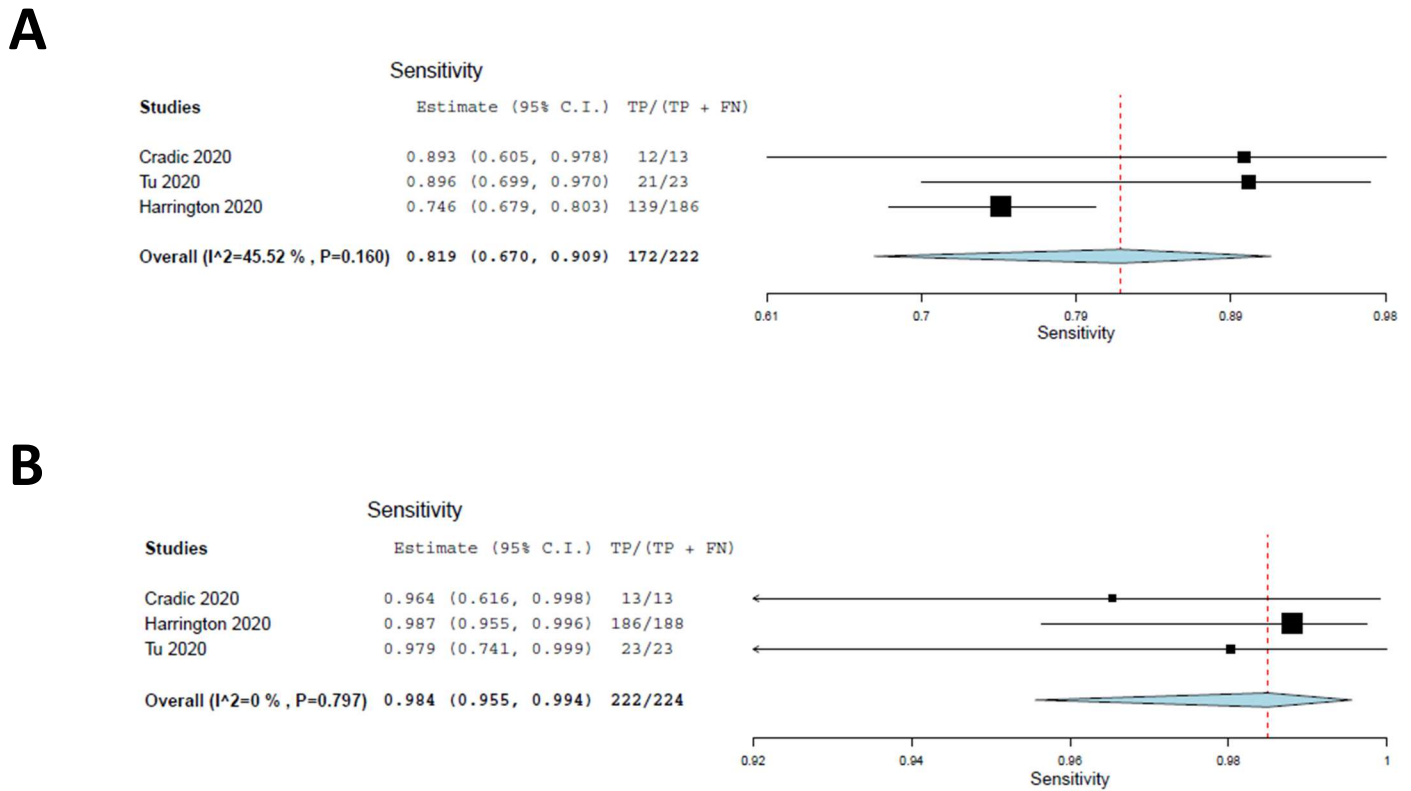 A
Sensitivity
Studies Estimate (95% C.I.) TP/(TP + FN)
Cradic 2020 0.893 (0.605, 0.978) 12/13
Tu 2020 0.896 (0.699, 0.970) 21/23
Harrington 2020 0.746 (0.679, 0.803) 139/186
Overall (I^2=45.52 % , P=0.160) 0.819 (0.670, 0.909) 172/222
0.61 0.7 0.79 0.89 0.98
Sensitivity
B
Sensitivity
Studies Estimate (95% C.I.) TP/(TP + FN)
Cradic 2020 0.964 (0.616, 0.998) 13/13
Harrington 2020 0.987 (0.955, 0.996) 186/188
Tu 2020 0.979 (0.741, 0.999) 23/23
Overall (I^2=0 % , P=0.797) 0.984 (0.955, 0.994) 222/224
0.92 0.94 0.96 0.98 1
Sensitivity